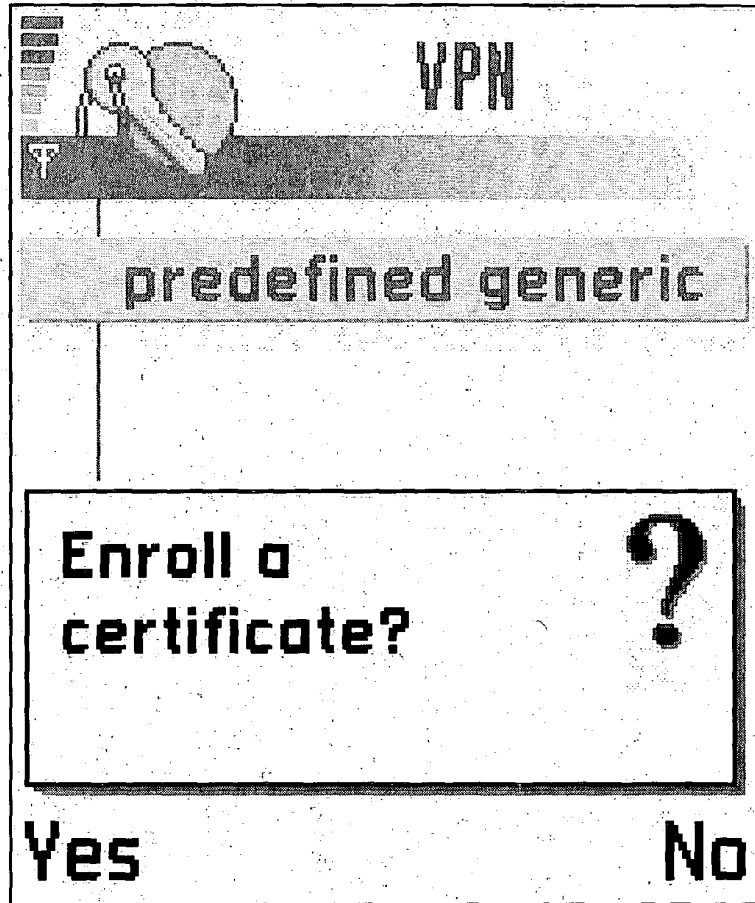 VPN
predefined generic
Enroll a
certificate?
Yes
No